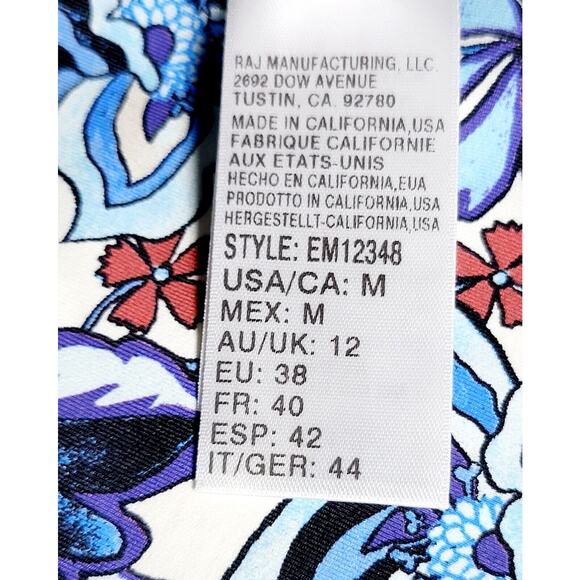 RAJ MANUFACTURING, LLC.
2692 DOW AVENUE
TUSTIN, CA. 92780
MADE IN CALIFORNIA,USA
FABRIQUE CALIFORNIE
AUX ETATS-UNIS
HECHO EN CALIFORNIA,EUA
PRODOTTO IN CALIFORNIA,USA
HERGESTELLT-CALIFORNIA,USA
STYLE: EM12348
USA/CA: M
MEX: M
AU/UK: 12
EU: 38
FR: 40
ESP: 42
IT/GER: 44